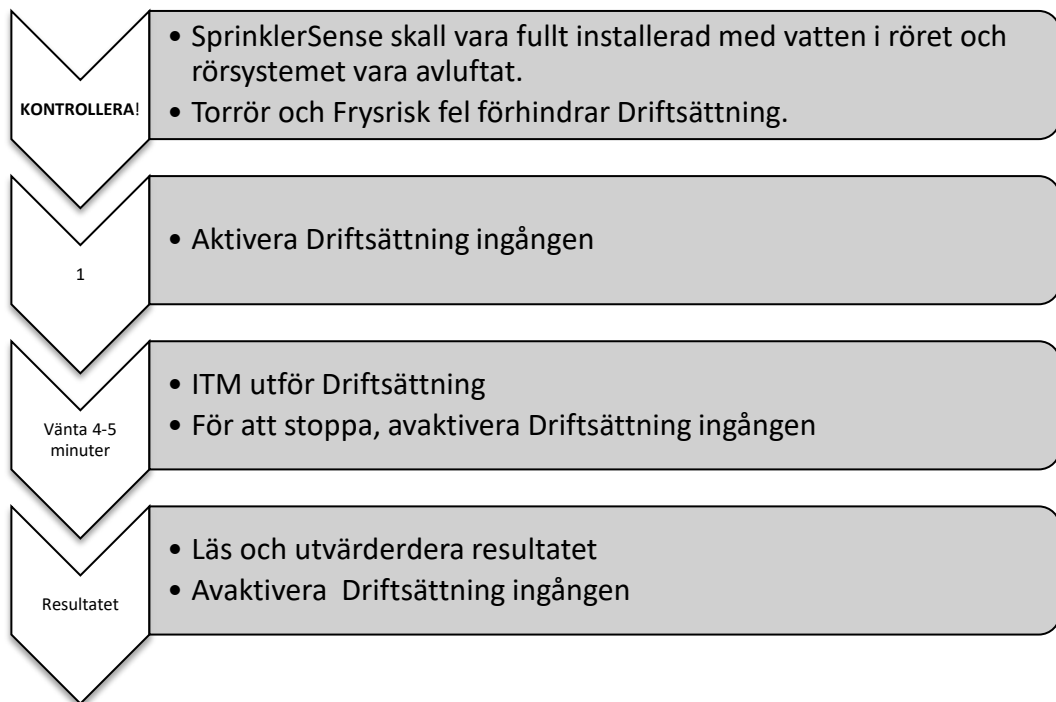 KONTROLLERA!
• SprinklerSense skall vara fullt installerad med vatten i röret och
rörsystemet vara avluftat.
• Torrör och Frysrisk fel förhindrar Driftsättning.
1
• Aktivera Driftsättning ingången
Vänta 4-5
minuter
• ITM utför Driftsättning
• För att stoppa, avaktivera Driftsättning ingången
Resultatet
• Läs och utvärderdera resultatet
• Avaktivera  Driftsättning ingången